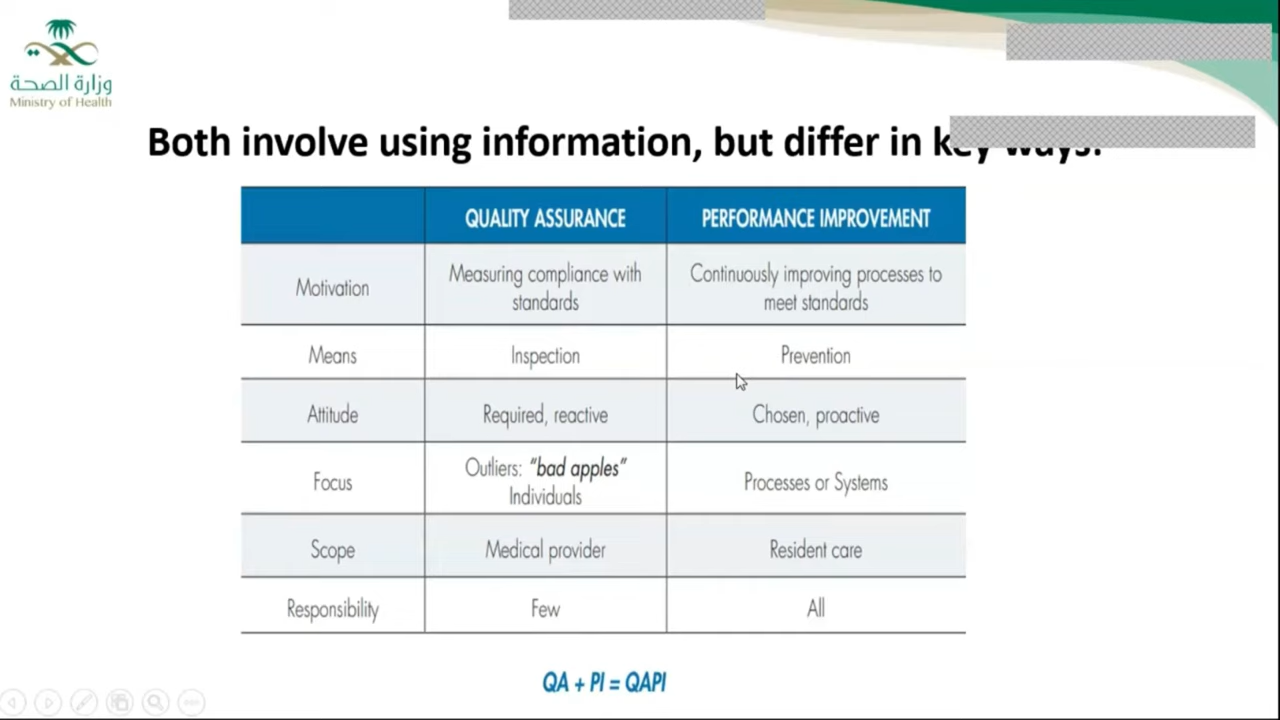 وزارة الصحة
Ministry of Health
Both involve using information, but differ in key ways:
QUALITY ASSURANCE PERFORMANCE IMPROVEMENT
Motivation
Measuring compliance with
standards
Continuously improving processes to
meet standards
Means Inspection Prevention
Attitude Required, reactive Chosen, proactive
Focus
Outliers: “bad apples”
Individuals
Processes or Systems
Scope Medical provider Resident care
Responsibility Few All
QA + PI = QAPI